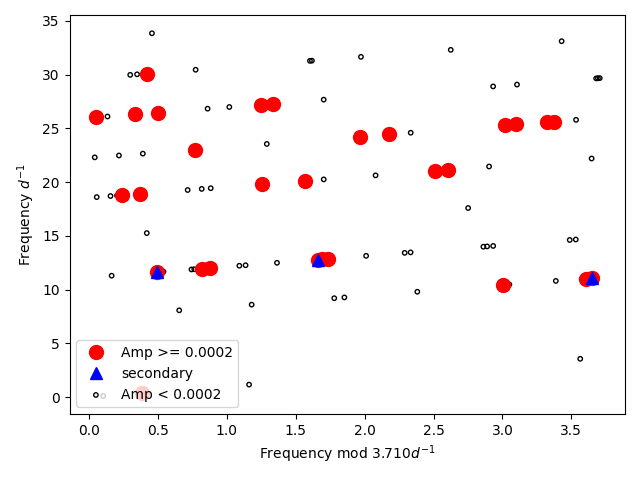 35
30
25
20
15
10
5
0
Frequency d⁻¹
Amp >= 0.0002
secondary
Amp < 0.0002
0.0 0.5 1.0 1.5 2.0 2.5 3.0 3.5
Frequency mod 3.710d⁻¹